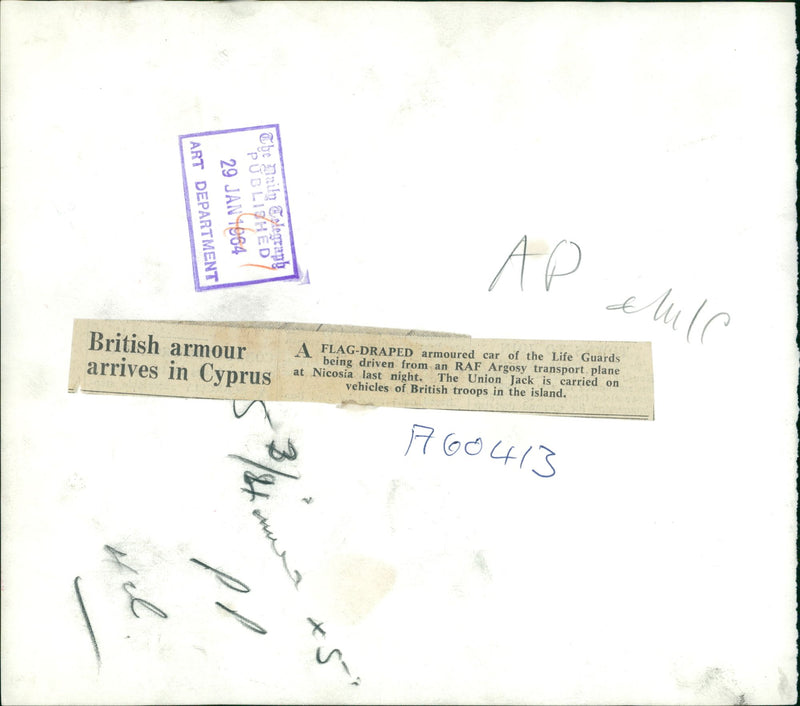 The Daily Telegraph
PUBLISHED
29 JAN 1964
ART DEPARTMENT
AP
British armour
arrives in Cyprus
A FLAG-DRAPED armoured car of the Life Guards
being driven from an RAF Argosy transport plane
at Nicosia last night. The Union Jack is carried on
vehicles of British troops in the island.
A60413